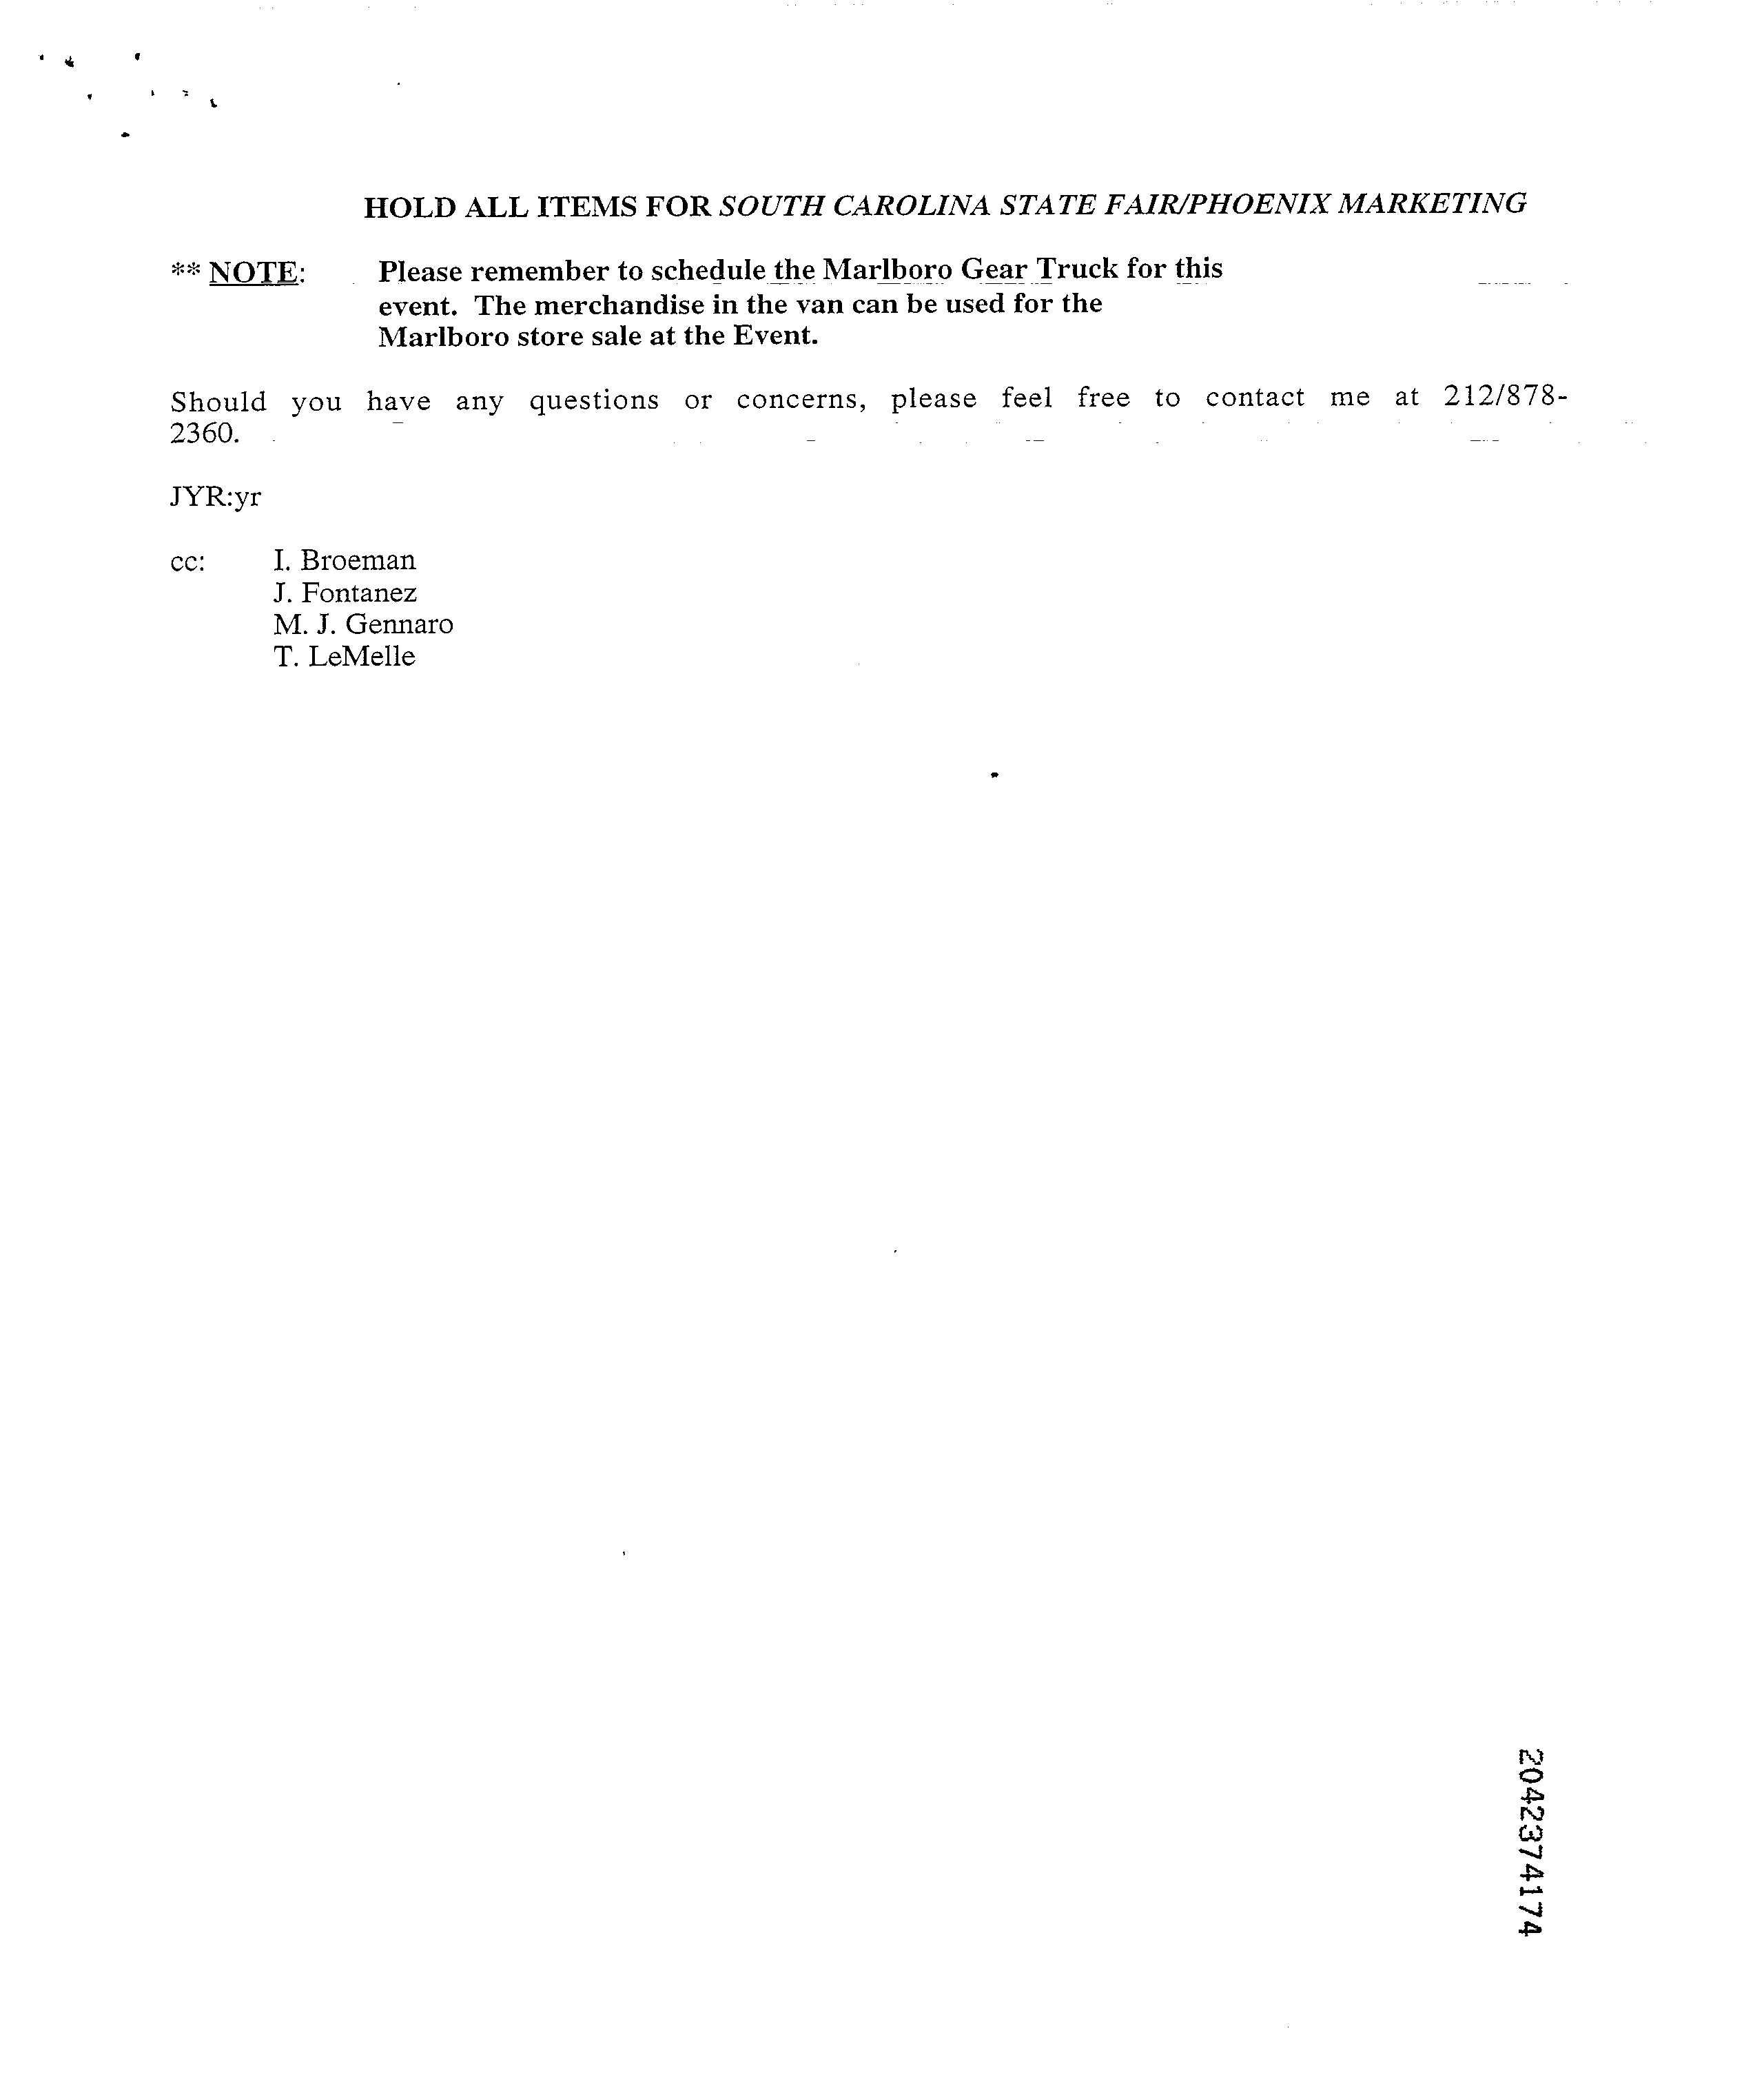 HOLD ALL ITEMS FOR SOUTH CAROLINA STATE FAIR/PHOENIX MARKETING
** NOTE: Please remember to schedule the Marlboro Gear Truck for this
event. The merchandise in the van can be used for the
Marlboro store sale at the Event.
Should you have any questions or concerns, please feel free to contact me at 212/878-
2360.
JYR:yr
cc: I. Broeman
J. Fontanez
M. J. Gennaro
T. LeMelle
2042374174